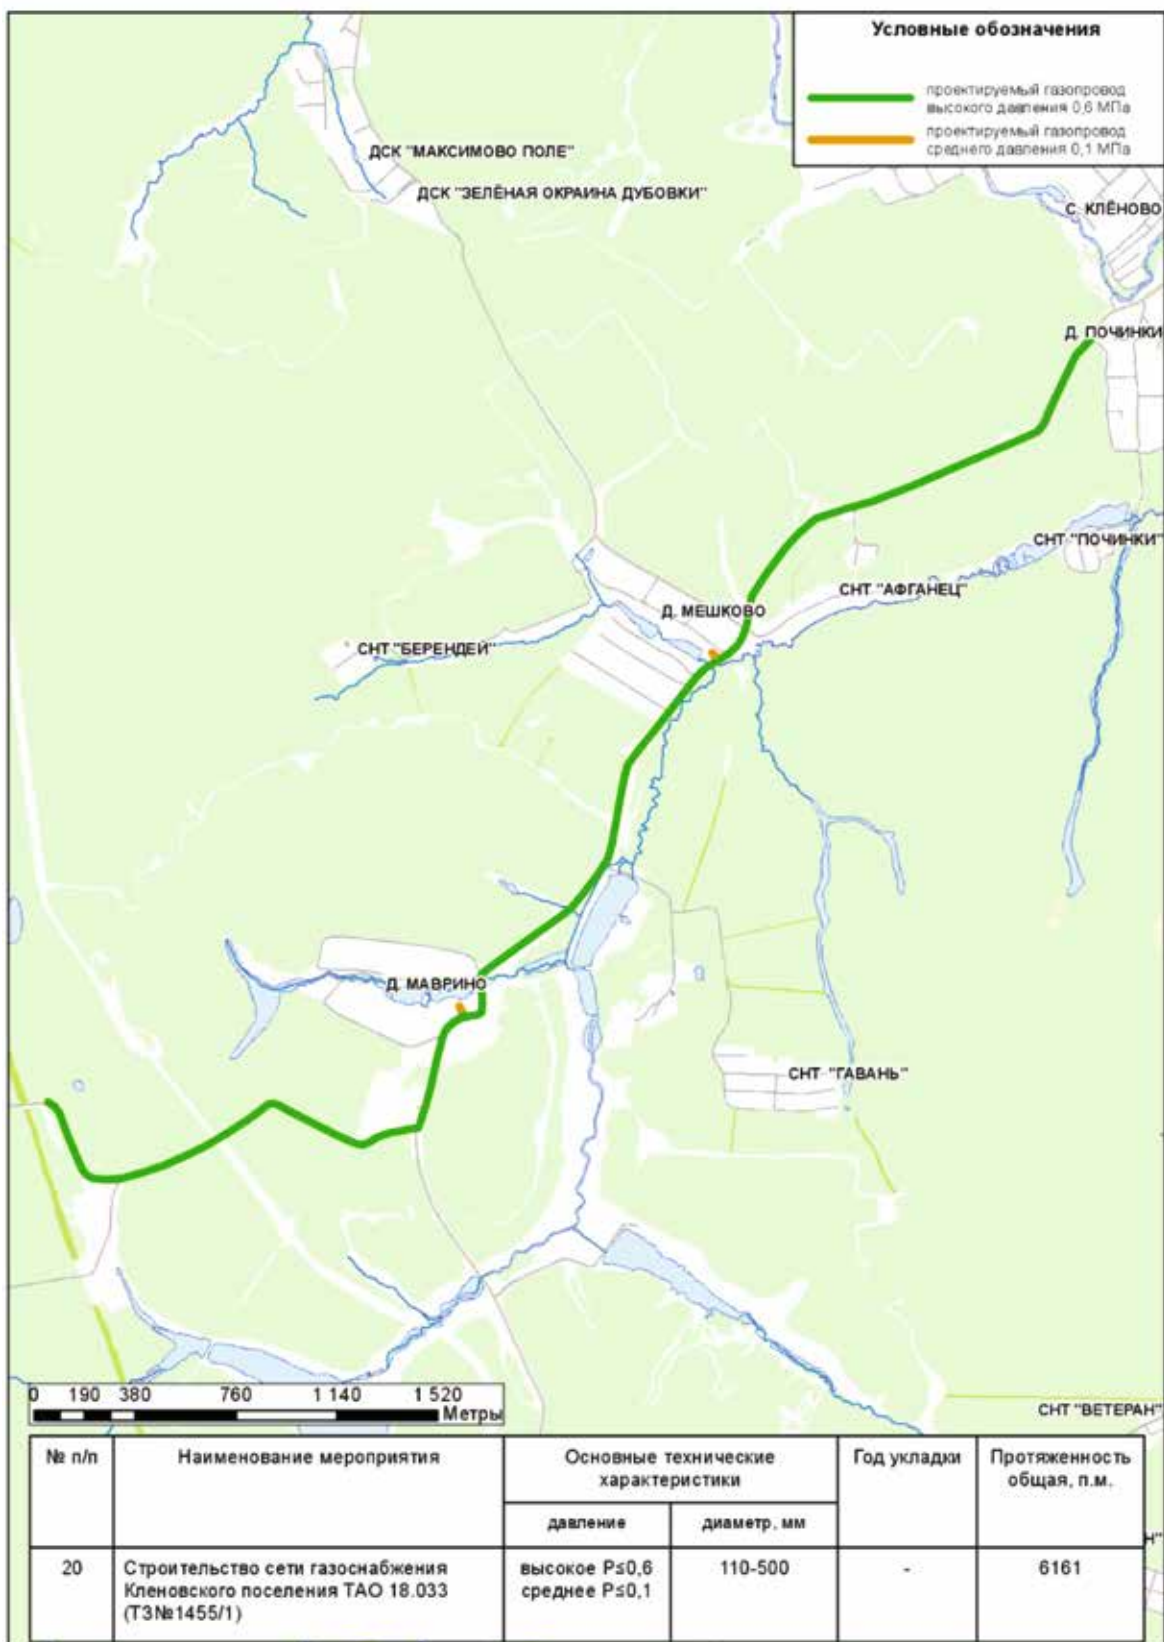 Условные обозначения
проектируемый газопровод
высокого давления 0,6 МПа
проектируемый газопровод
среднего давления 0,1 МПа
ДСК "МАКСИМОВО ПОЛЕ"
ДСК "ЗЕЛЁНАЯ ОКРАИНА ДУБОВКИ"
С. КЛЁНОВО
Д. ПОЧИНКИ
СНТ "ПОЧИНКИ"
СНТ "АФГАНЕЦ"
Д. МЕШКОВО
СНТ "БЕРЕНДЕЙ"
Д. МАВРИНО
СНТ "ГАВАНЬ"
0 190 380 760 1 140 1 520
Метры
СНТ "ВЕТЕРАН"
№ п/п
Наименование мероприятия
Основные технические
характеристики
Год укладки
Протяженность
общая, п.м.
давление
диаметр, мм
20
Строительство сети газоснабжения
Кленовского поселения ТАО 18.033
(ТЗ№1455/1)
высокое Р≤0,6
среднее Р≤0,1
110-500
-
6161